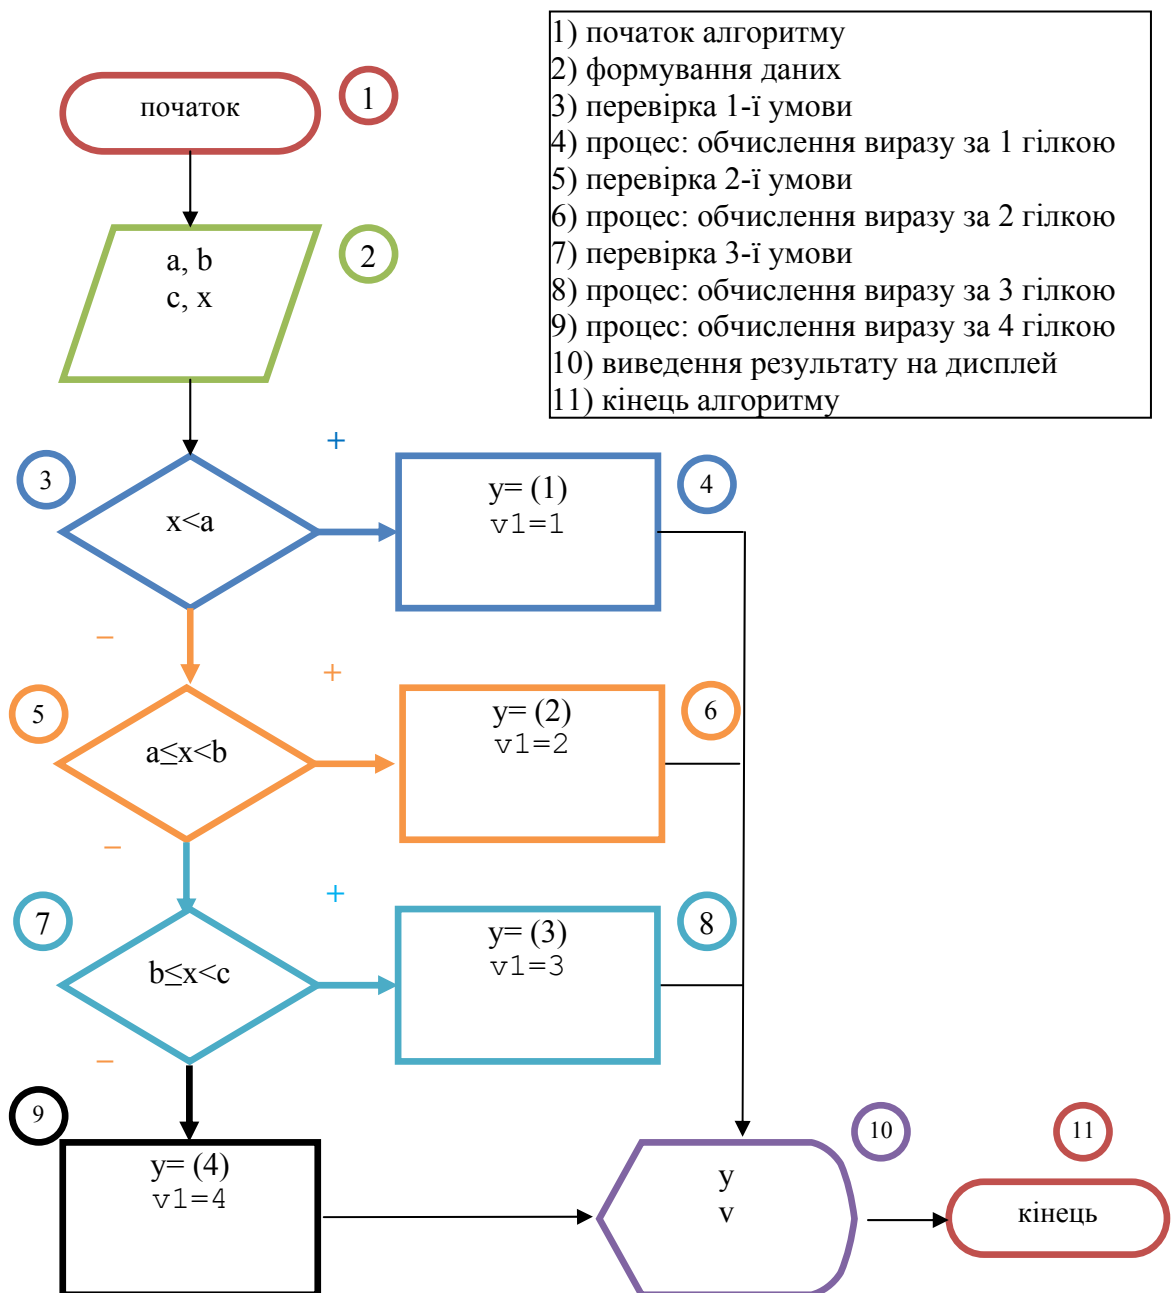 1) початок алгоритму
2) формування даних
3) перевірка 1-ї умови
4) процес: обчислення виразу за 1 гілкою
5) перевірка 2-ї умови
6) процес: обчислення виразу за 2 гілкою
7) перевірка 3-ї умови
8) процес: обчислення виразу за 3 гілкою
9) процес: обчислення виразу за 4 гілкою
10) виведення результату на дисплей
11) кінець алгоритму
початок
1
a, b
c, x
2
3
x<a
+
y= (1)
v1=1
4
−
5
a≤x<b
+
y= (2)
v1=2
6
−
7
b≤x<c
+
y= (3)
v1=3
8
−
9
y= (4)
v1=4
y
v
10
11
кінець